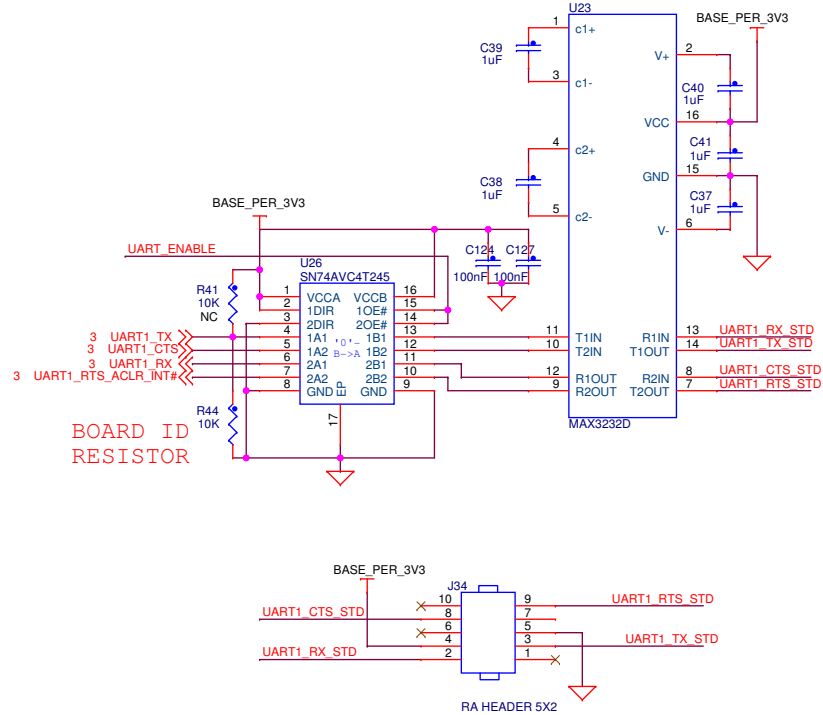 U23
BASE_PER_3V3
1 c1+
C39
1uF
3 c1-
V+ 2
C40
1uF
VCC 16
4 c2+
C41
1uF
GND 15
C38
1uF
C37
1uF
5 c2-
V- 6
BASE_PER_3V3
UART_ENABLE
C124
100nF
C127
100nF
U26
SN74AVC4T245
R41
10K
NC
1 VCCA VCCB 16
2 1DIR 1OE# 15
3 2DIR 2OE# 14
3 UART1_TX 4 1A1 1B1 13
3 UART1_CTS 5 1A2 1B2 12
3 UART1_RX 6 2A1 2B1 11
3 UART1_RTS_ACLR_INT# 7 2A2 2B2 10
8 GND EP GND 9
'0'-
B->A
17
11 T1IN R1IN 13 UART1_RX_STD
10 T2IN T1OUT 14 UART1_TX_STD
12 R1OUT R2IN 8 UART1_CTS_STD
9 R2OUT T2OUT 7 UART1_RTS_STD
MAX3232D
R44
10K
BOARD ID
RESISTOR
BASE_PER_3V3
J34
10 9 UART1_RTS_STD
UART1_CTS_STD 8 7
6 5
4 3 UART1_TX_STD
UART1_RX_STD 2 1
RA HEADER 5X2